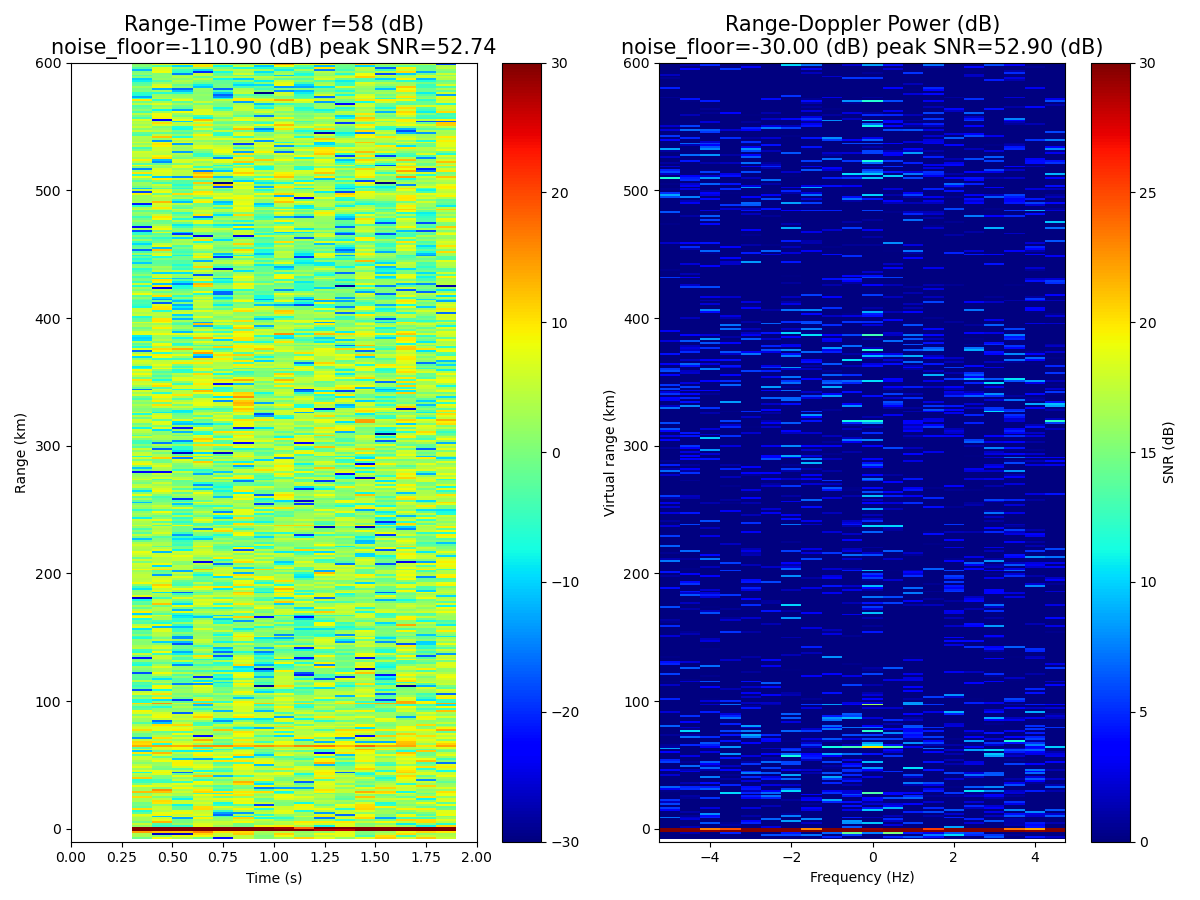 Range-Time Power f=58 (dB)
noise_floor=-110.90 (dB) peak SNR=52.74
600
500
400
300
200
100
0
Range (km)
0.00 0.25 0.50 0.75 1.00 1.25 1.50 1.75 2.00
Time (s)
30
20
10
0
−10
−20
−30
Range-Doppler Power (dB)
noise_floor=-30.00 (dB) peak SNR=52.90 (dB)
600
500
400
300
200
100
0
Virtual range (km)
−4 −2 0 2 4
Frequency (Hz)
30
25
20
15
10
5
0
SNR (dB)